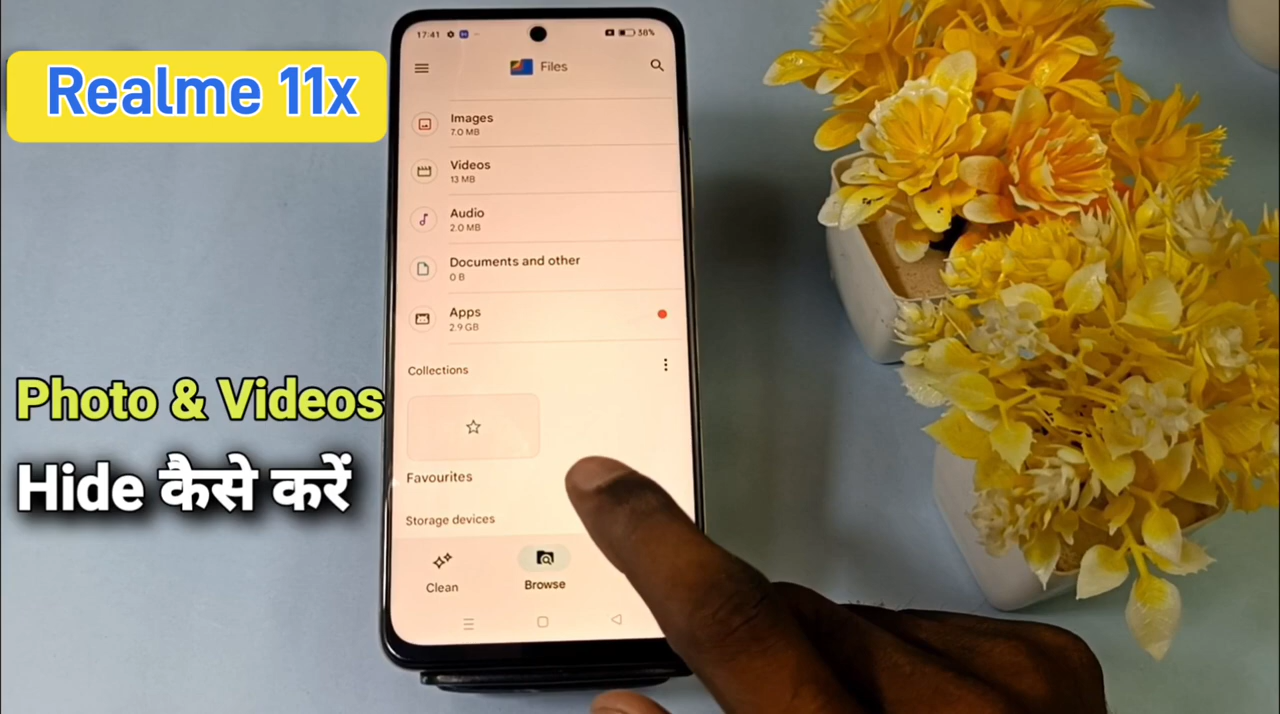 Realme 11x
Photo & Videos
Hide कैसे करें
17:41
38%
Files
Images
7.0 MB
Videos
13 MB
Audio
2.0 MB
Documents and other
0 B
Apps
2.9 GB
Collections
Favourites
Storage devices
Clean
Browse